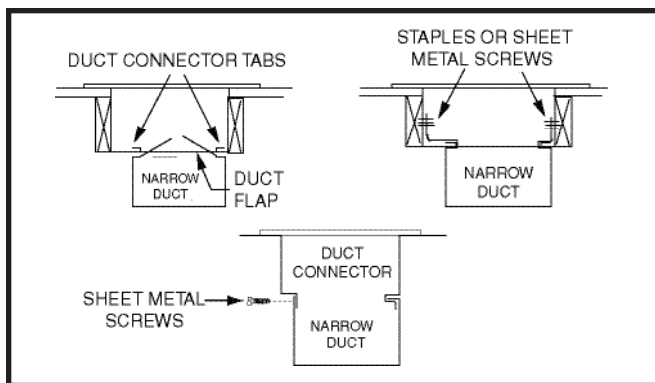 DUCT CONNECTOR TABS
NARROW
DUCT
DUCT
FLAP
STAPLES OR SHEET
METAL SCREWS
NARROW
DUCT
DUCT
CONNECTOR
SHEET METAL
SCREWS
NARROW
DUCT